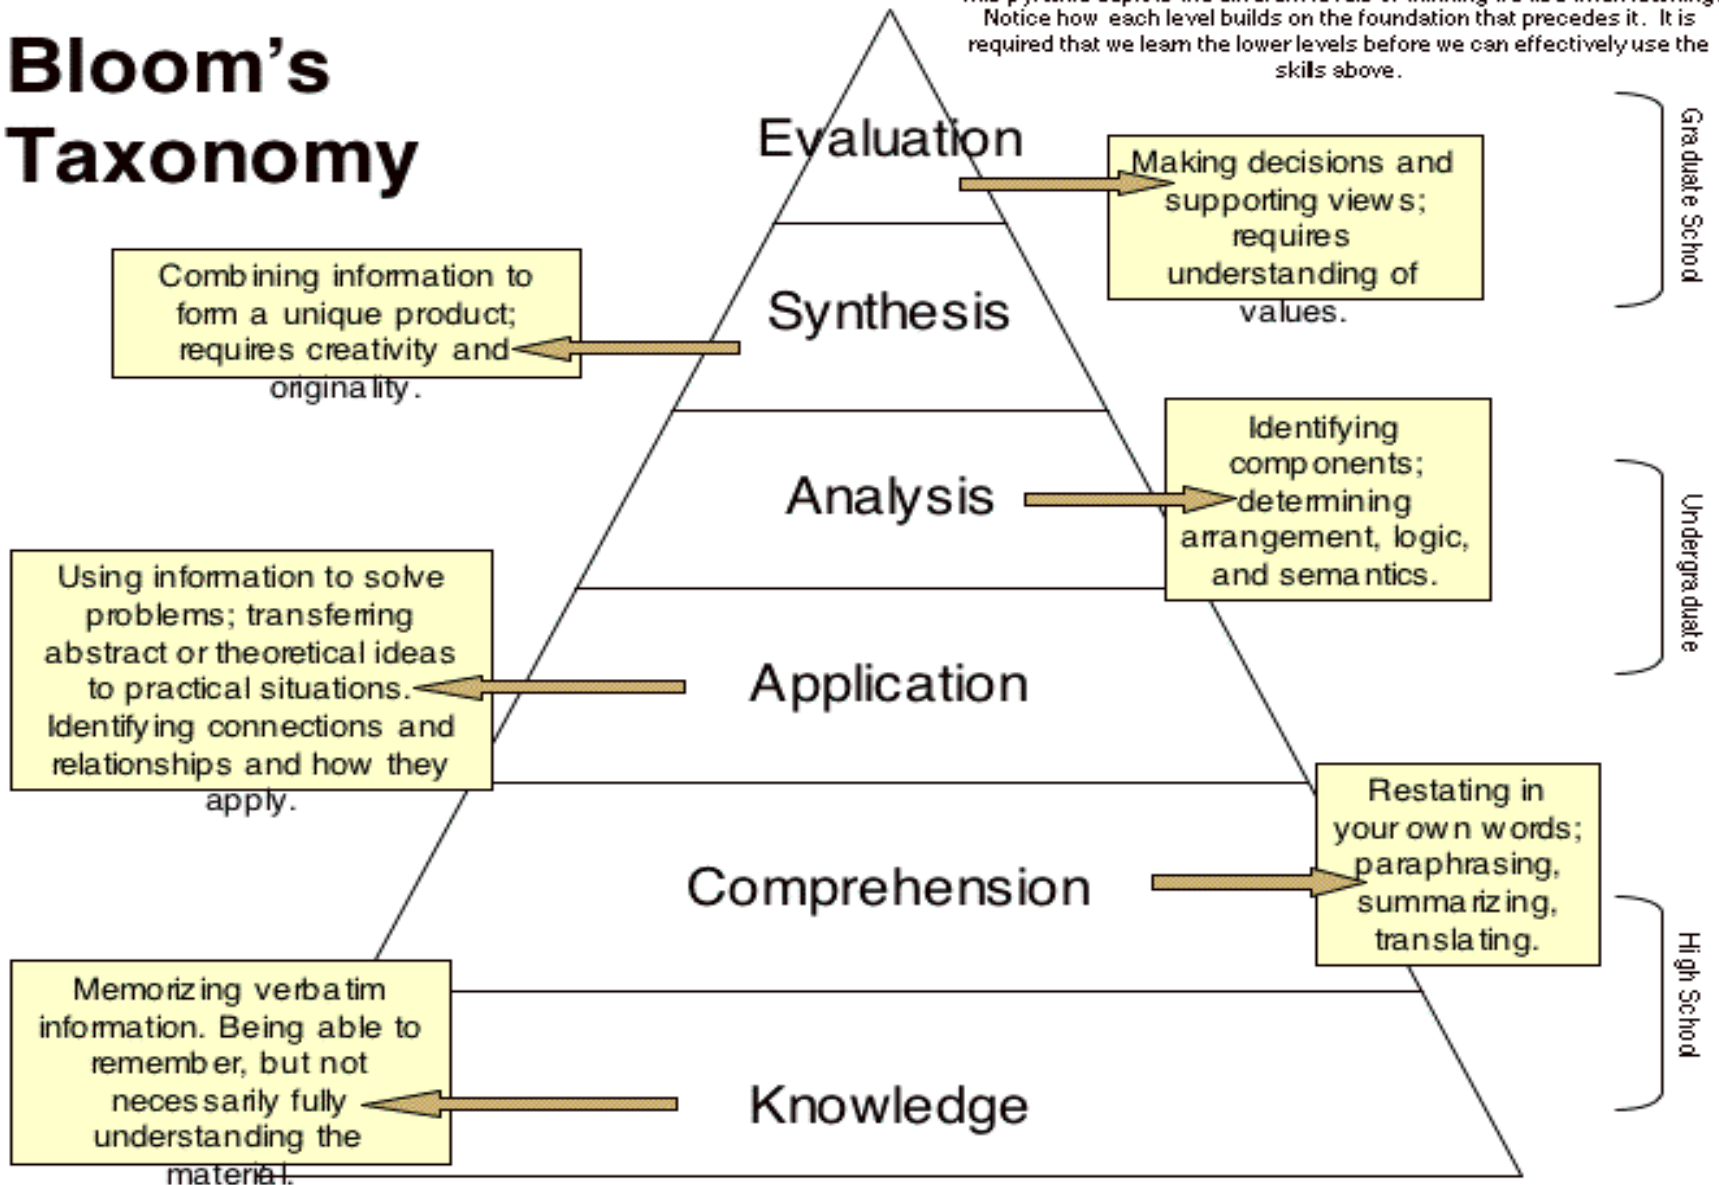 Bloom's
Taxonomy
Notice how each level builds on the foundation that precedes it. It is
required that we learn the lower levels before we can effectively use the
skills above.
Evaluation
Making decisions and
supporting views;
requires
understanding of
values.
Graduate School
Combining information to
form a unique product;
requires creativity and
originality.
Synthesis
Analysis
Identifying
components;
determining
arrangement, logic,
and semantics.
Undergraduate
Using information to solve
problems; transferring
abstract or theoretical ideas
to practical situations.
Identifying connections and
relationships and how they
apply.
Application
Restating in
your own words;
paraphrasing,
summarizing,
translating.
Comprehension
High School
Memorizing verbatim
information. Being able to
remember, but not
necessarily fully
understanding the
material.
Knowledge